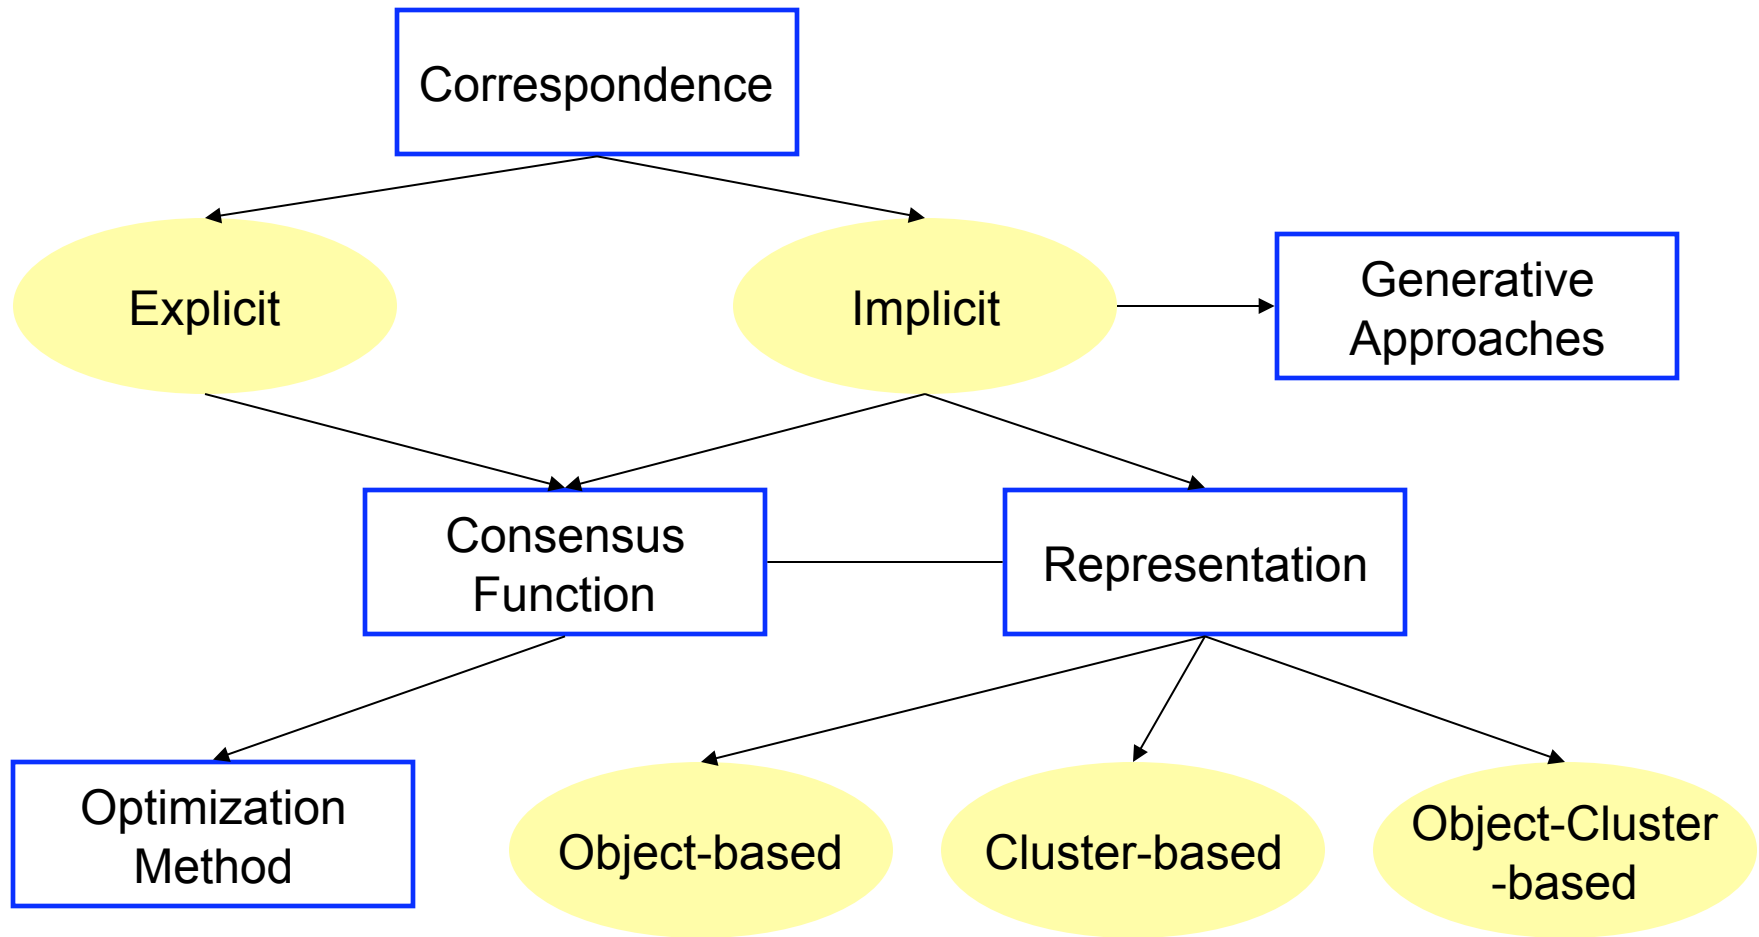 Correspondence
Explicit
Implicit
Generative
Approaches
Consensus
Function
Representation
Optimization
Method
Object-based
Cluster-based
Object-Cluster
-based